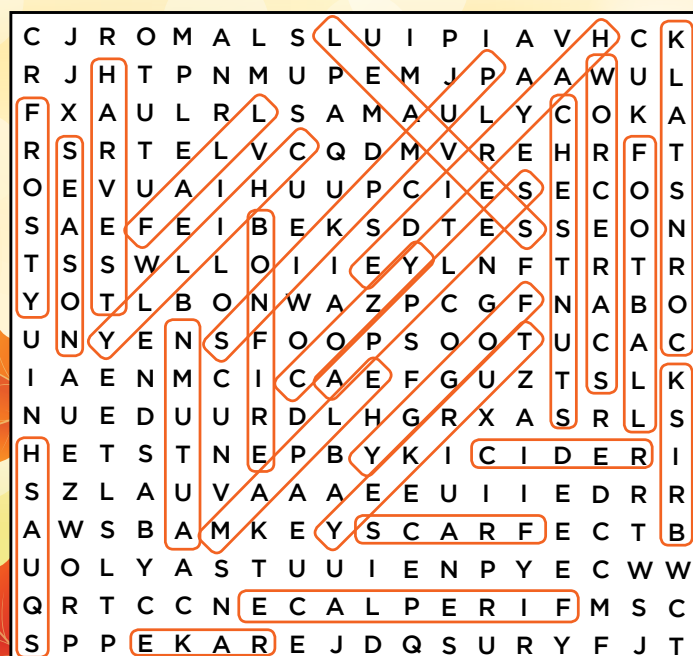 C J R O M A L S L U I P I A V H C K
R J H T P N M U P E M J P A A W U L
F X A U L R L S A M A U L Y C O K A
R S R T E L V C Q D M V R E H R F T
O E V U A I H U U P C I E S E C O S
S A E F E I B E K S D T E S S E O N
T S S W L L O I I E Y L N F T R T R
Y O T L B O N W A Z P C G F N A B O
U N Y E N S F O O P S O O T U C A C
I A E N M C I C A E F G U Z T S L K
N U E D U U R D L H G R X A S R L S
H E T S T N E P B Y K I C I D E R I
S Z L A U V A A A E E U I I E D R R
A W S B A M K E Y S C A R F E C T B
U O L Y A S T U U I E N P Y E C W W
Q R T C C N E C A L P E R I F M S C
S P P E K A R E J D Q S U R Y F J T